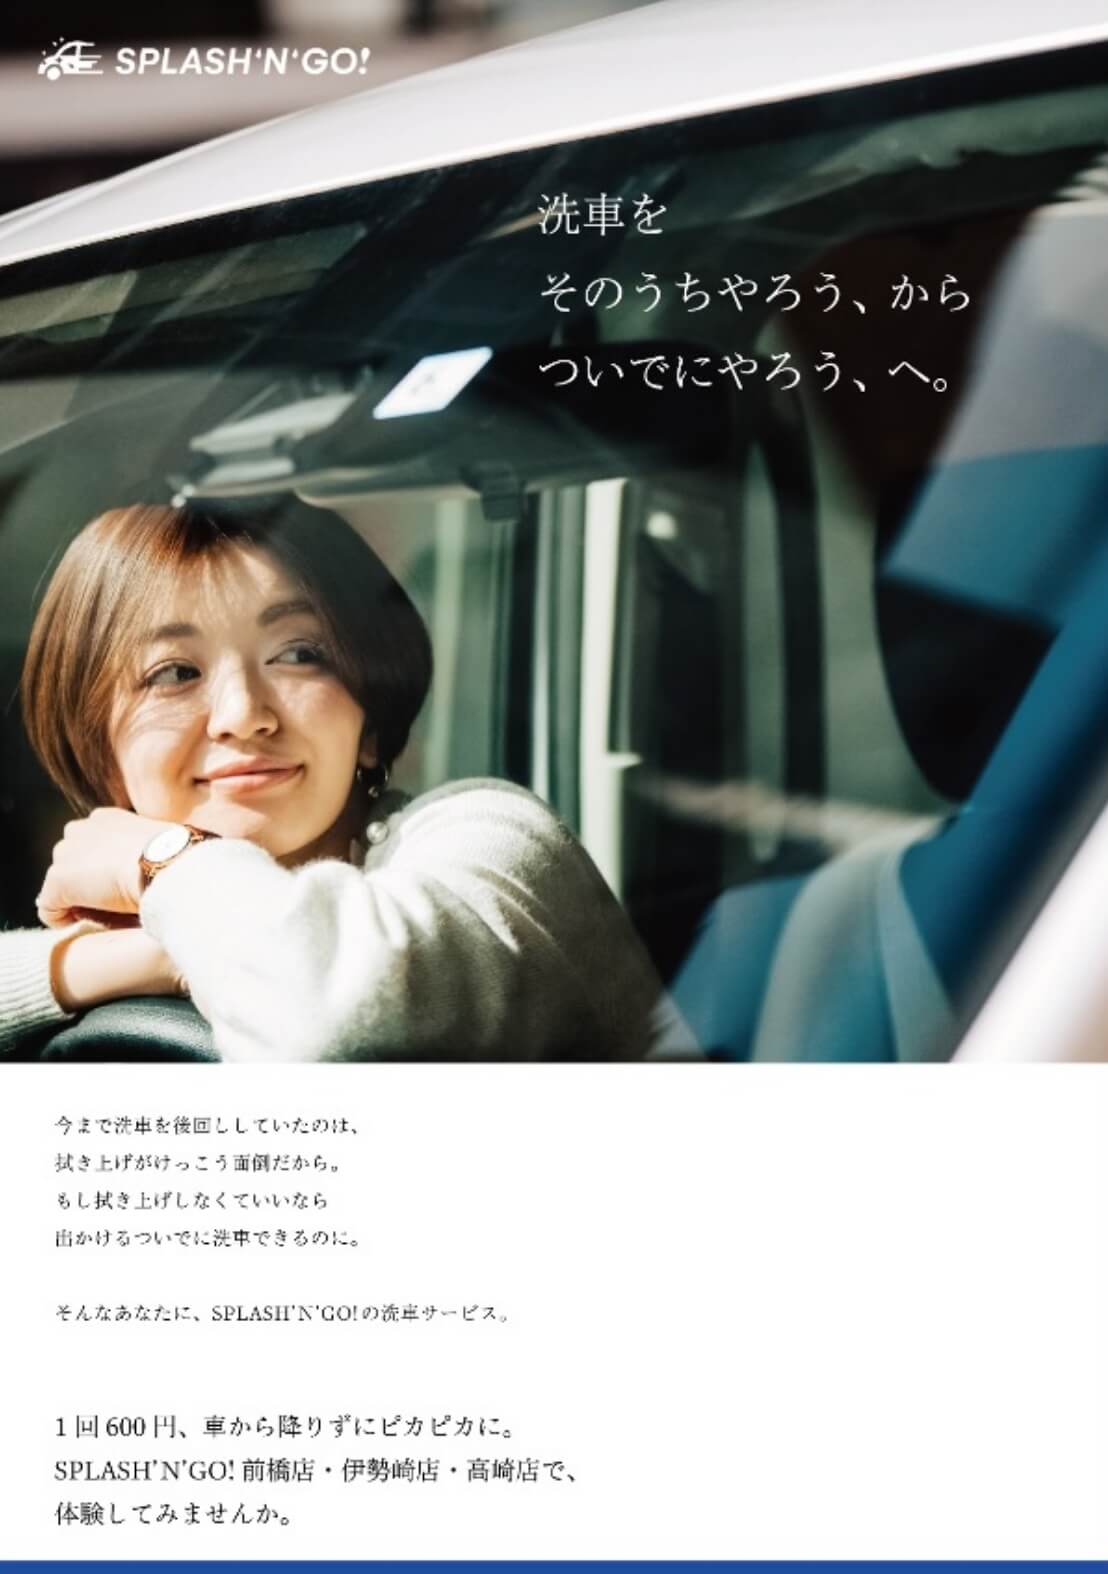 SPLASH'N'GO!
洗車を
そのうちやろう、から
ついでにやろう、へ。
今まで洗車を後回ししていたのは、
拭き上げがけっこう面倒だから。
もし拭き上げしなくていいなら
出かけるついでに洗車できるのに。
そんなあなたに、SPLASH'N'GO!の洗車サービス。
1回600円、車から降りずにピカピカに。
SPLASH'N'GO! 前橋店・伊勢崎店・高崎店で、
体験してみませんか。